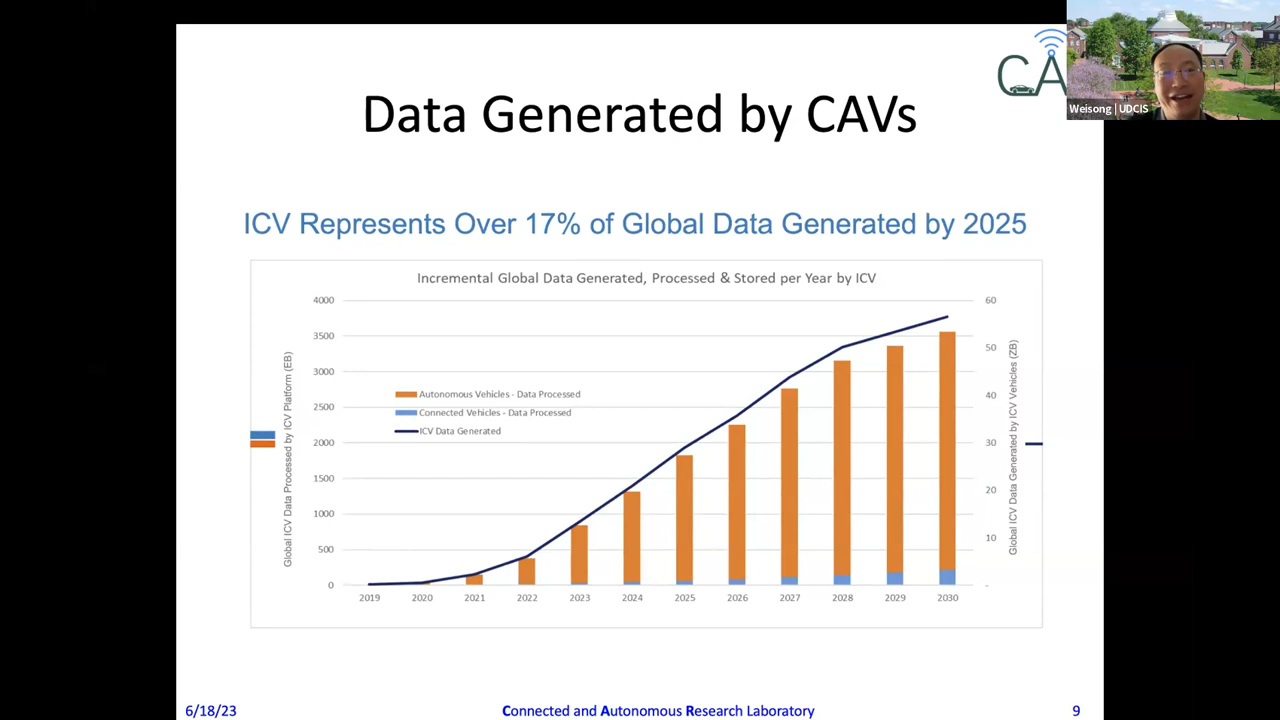 CA
Weisong | UDCIS
Data Generated by CAVs
ICV Represents Over 17% of Global Data Generated by 2025
Incremental Global Data Generated, Processed & Stored per Year by ICV
Global ICV Data Processed by ICV Platform (EB)
4000
3500
3000
2500
2000
1500
1000
500
0
Autonomous Vehicles - Data Processed
Connected Vehicles - Data Processed
ICV Data Generated
60
50
40
30
20
10
-
Global ICV Data Generated by ICV Vehicles (ZB)
2019 2020 2021 2022 2023 2024 2025 2026 2027 2028 2029 2030
6/18/23 Connected and Autonomous Research Laboratory 9